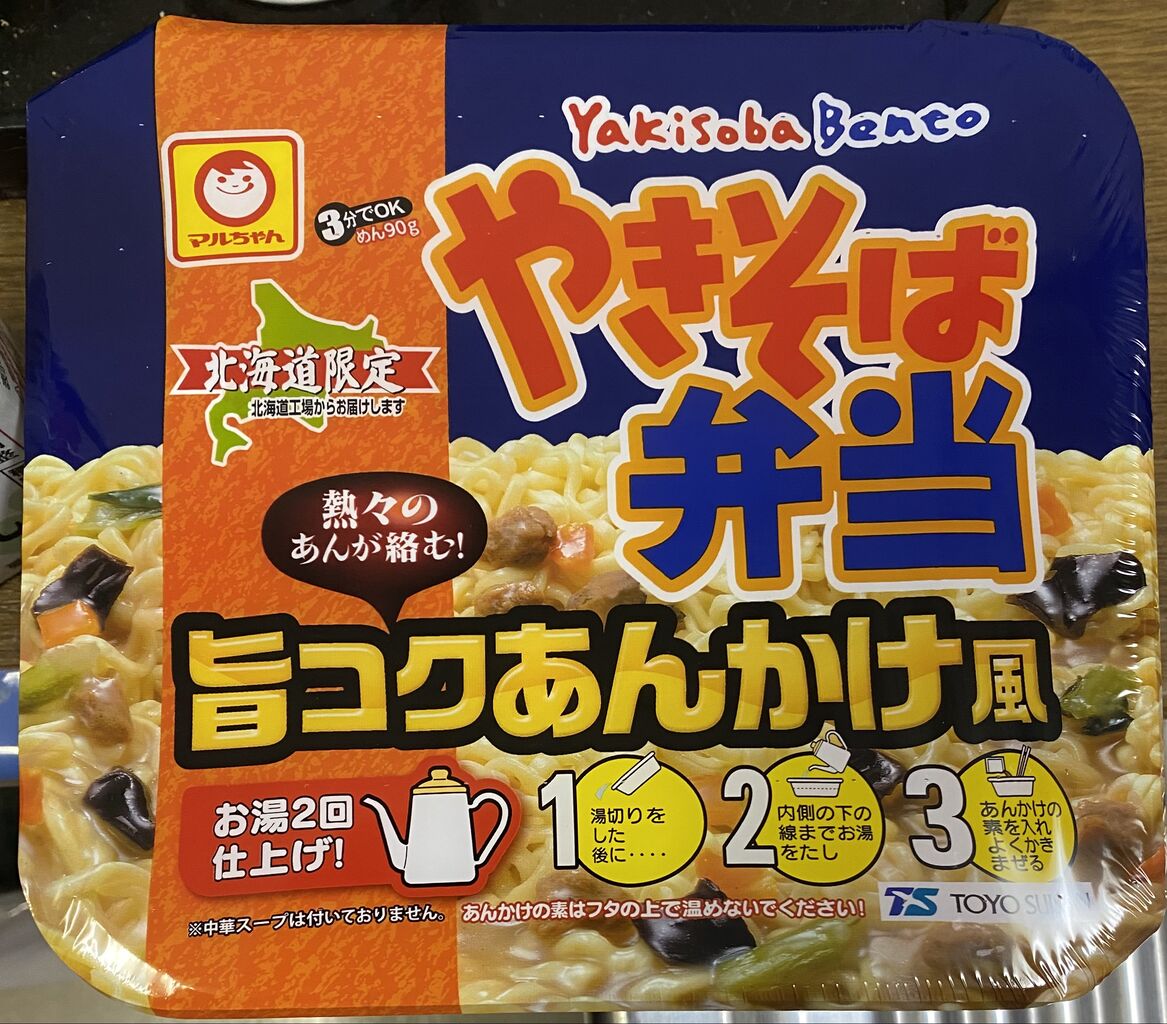 Yakisoba Bento
マルちゃん
3分でOK
めん90g
やきそば
弁当
北海道限定
北海道工場からお届けします
熱々の
あんが絡む!
旨コクあんかけ風
お湯2回
仕上げ!
1
湯切りを
した
後に････
2
内側の下の
線までお湯
をたし
3
あんかけの
素を入れ
よくかき
まぜる
※中華スープは付いておりません。
あんかけの素はフタの上で温めないでください!
TS TOYO SUISAN